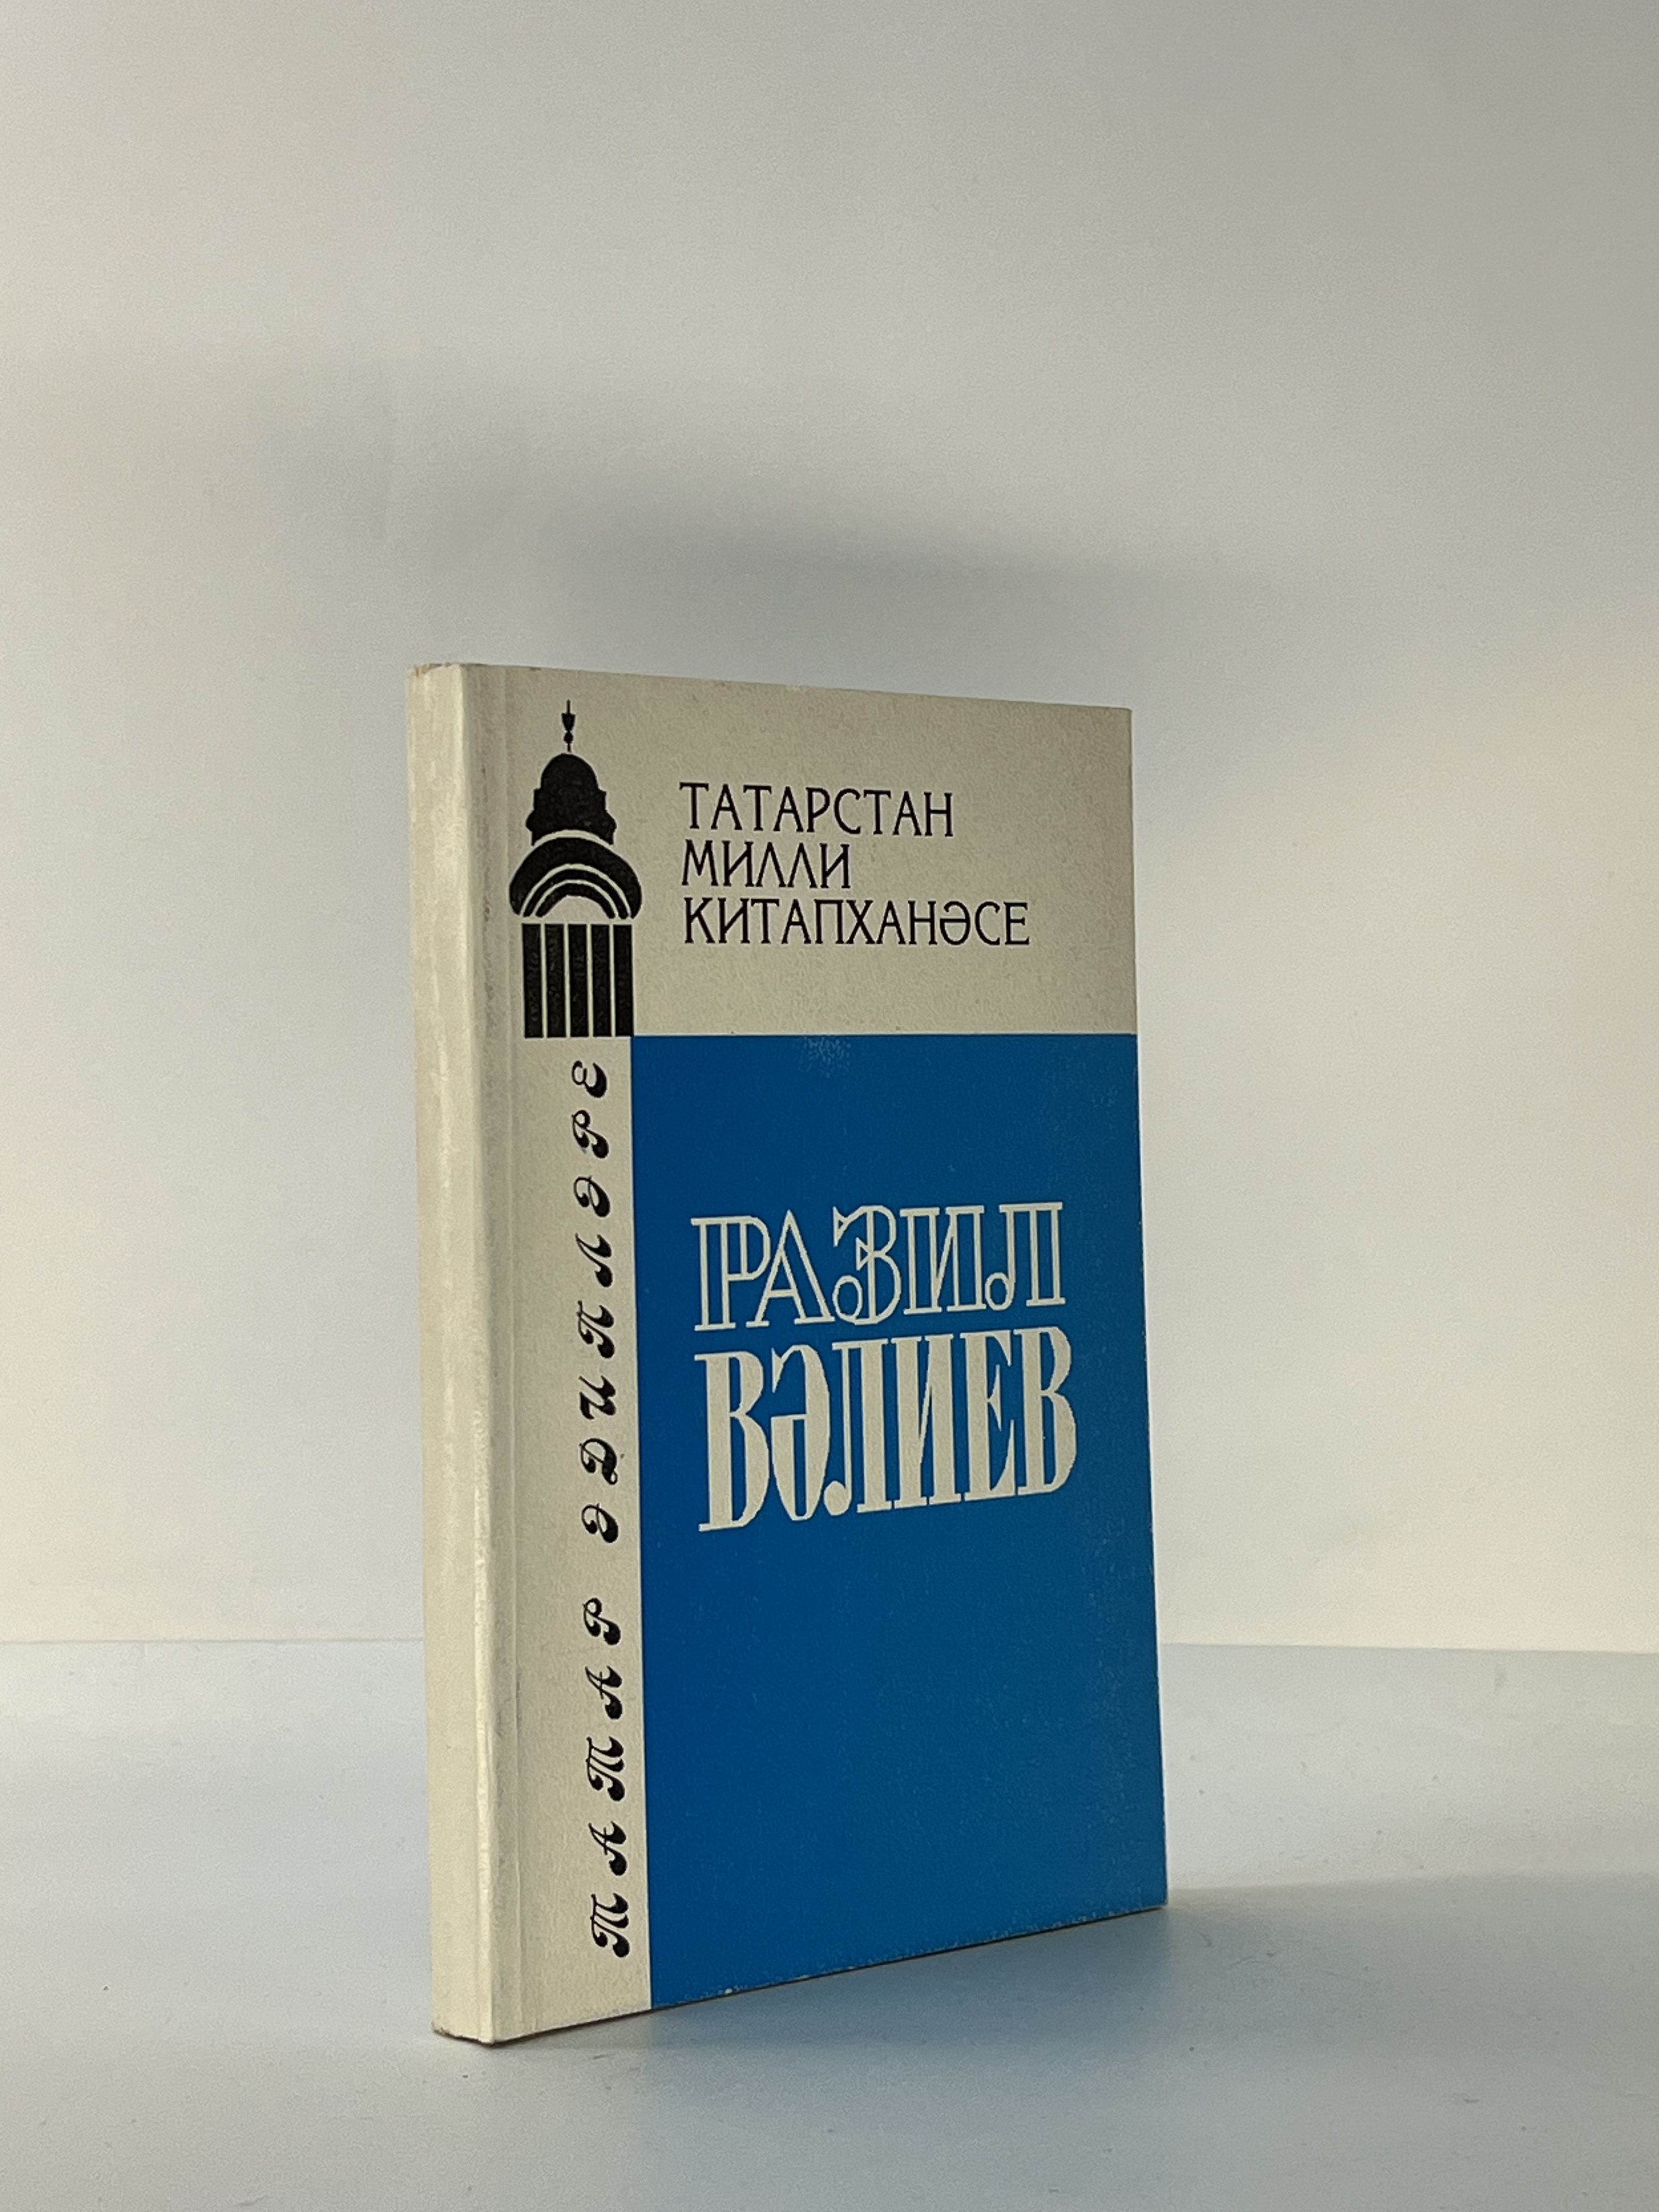 ТАТАРСТАН
МИЛЛИ
КИТАПХАНӘСЕ
ТАТАР ӘДИПЛӘРЕ
РАЗИЛ
ВӘЛИЕВ